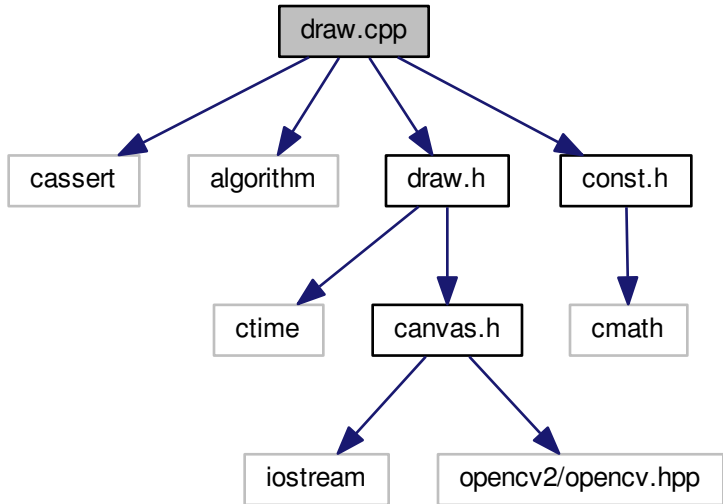 draw.cpp
cassert
algorithm
draw.h
const.h
ctime
canvas.h
cmath
iostream
opencv2/opencv.hpp